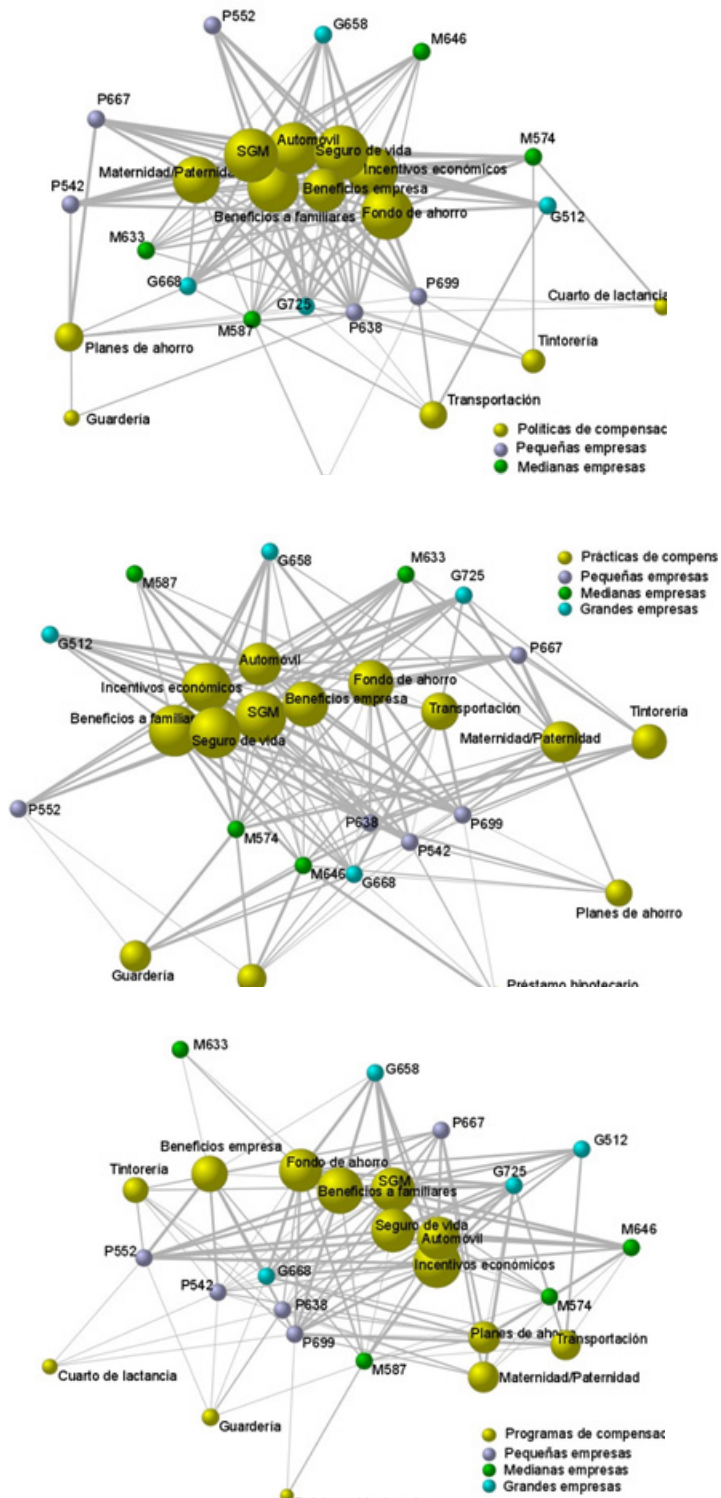 P552
G658
M646
P667
M574
Automóvil
SGM
Seguro de vida
Maternidad/Paternida
Incentivos económicos
P542
Beneficios empresa
Beneficios a familiares
Fondo de ahorro
G512
M633
G668
P699
G725
Cuarto de lactancia
M587
P638
Tintorería
Planes de ahorro
Transportación
Guardería
Políticas de compensac
Pequeñas empresas
Medianas empresas
G658
M633
Prácticas de compens
G725
Pequeñas empresas
M587
Medianas empresas
Grandes empresas
G512
P667
Automóvil
Fondo de ahorro
Incentivos económicos
Beneficios empresa
SGM
Transportación
Tintorería
Beneficios a familiar
Seguro de vida
Maternidad/Paternidad
P552
P638
P699
M574
P542
M646
G668
Planes de ahorro
Guardería
Préstamo hipotecario
M633
G658
P667
Beneficios empresa
G512
Tintorería
Fondo de ahorro
SGM
G725
Beneficios a familiares
Seguro de vida
M646
P552
Automóvil
G668
Incentivos económicos
P542
P638
M574
P699
Planes de ahorro
Transportación
M587
Cuarto de lactancia
Maternidad/Paternidad
Guardería
Programas de compensac
Pequeñas empresas
Medianas empresas
Grandes empresas